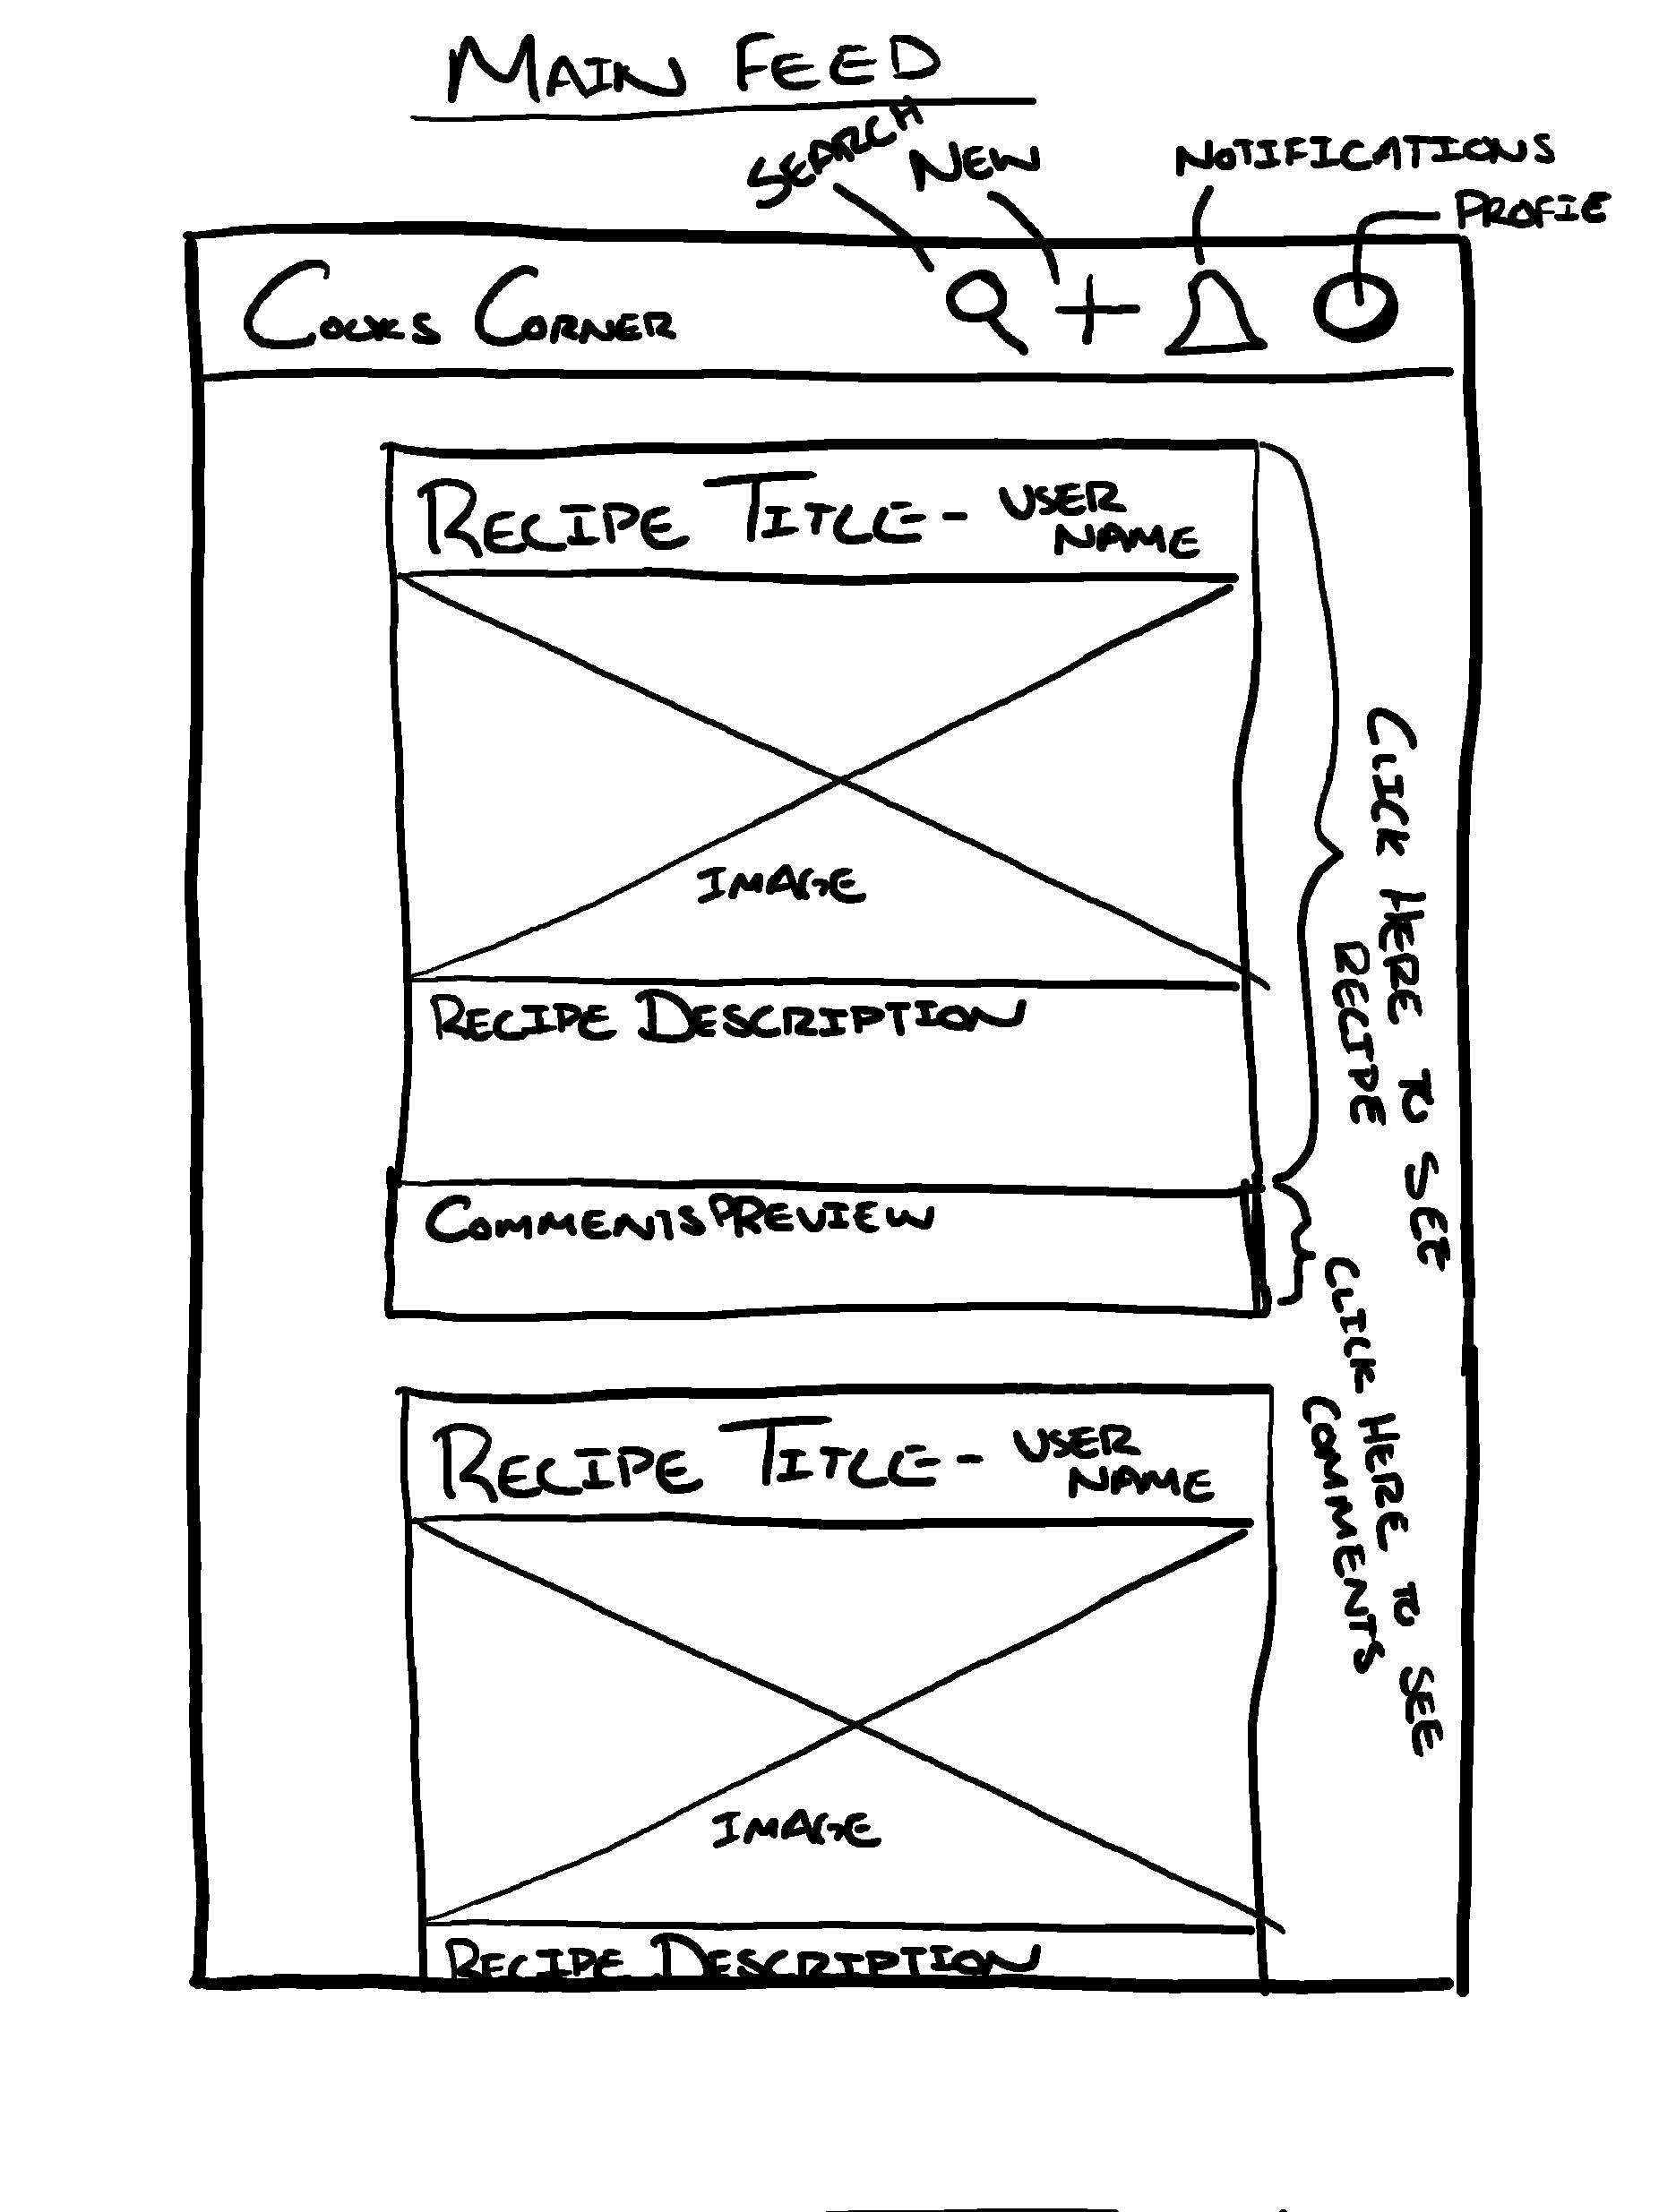 MAIN FEED
SEARCH
NEW
NOTIFICATIONS
PROFIE
COOKS CORNER
RECIPE TITLE - USER
NAME
IMAGE
RECIPE DESCRIPTION
COMMENTS PREVIEW
CLICK HERE TO SEE
RECIPE
CLICK HERE TO SEE
COMMENTS
RECIPE TITLE - USER
NAME
IMAGE
RECIPE DESCRIPTION